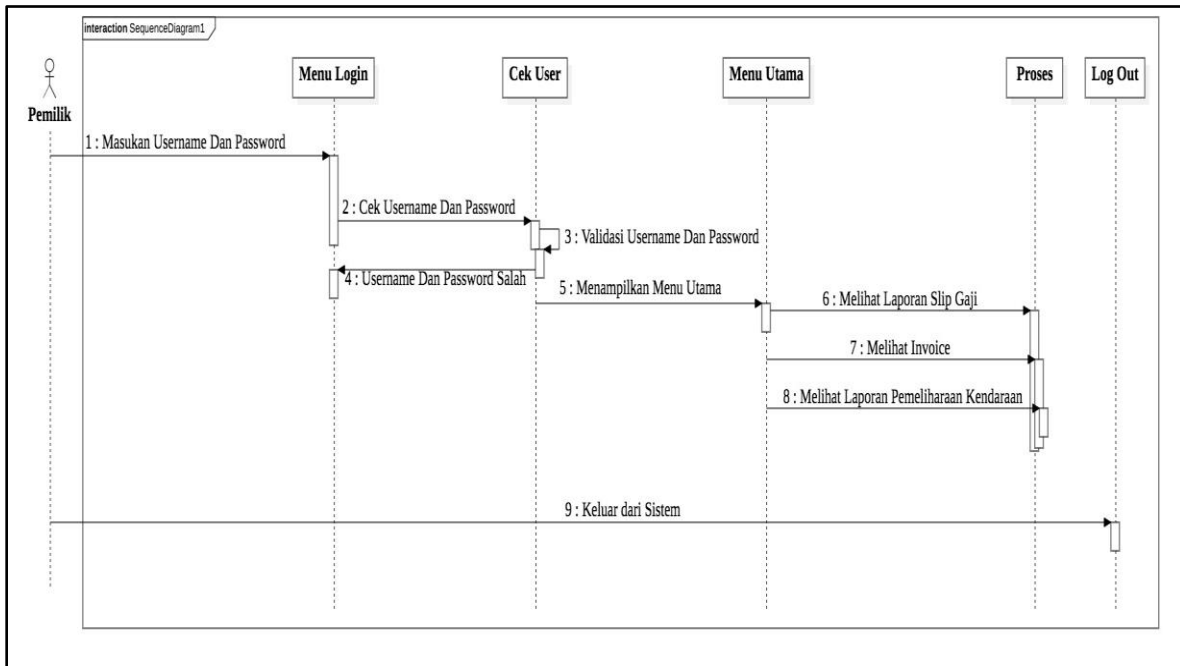 interaction SequenceDiagram1
Menu Login
Cek User
Menu Utama
Proses
Log Out
Pemilik
1 : Masukan Username Dan Password
2 : Cek Username Dan Password
3 : Validasi Username Dan Password
4 : Username Dan Password Salah
5 : Menampilkan Menu Utama
6 : Melihat Laporan Slip Gaji
7 : Melihat Invoice
8 : Melihat Laporan Pemeliharaan Kendaraan
9 : Keluar dari Sistem